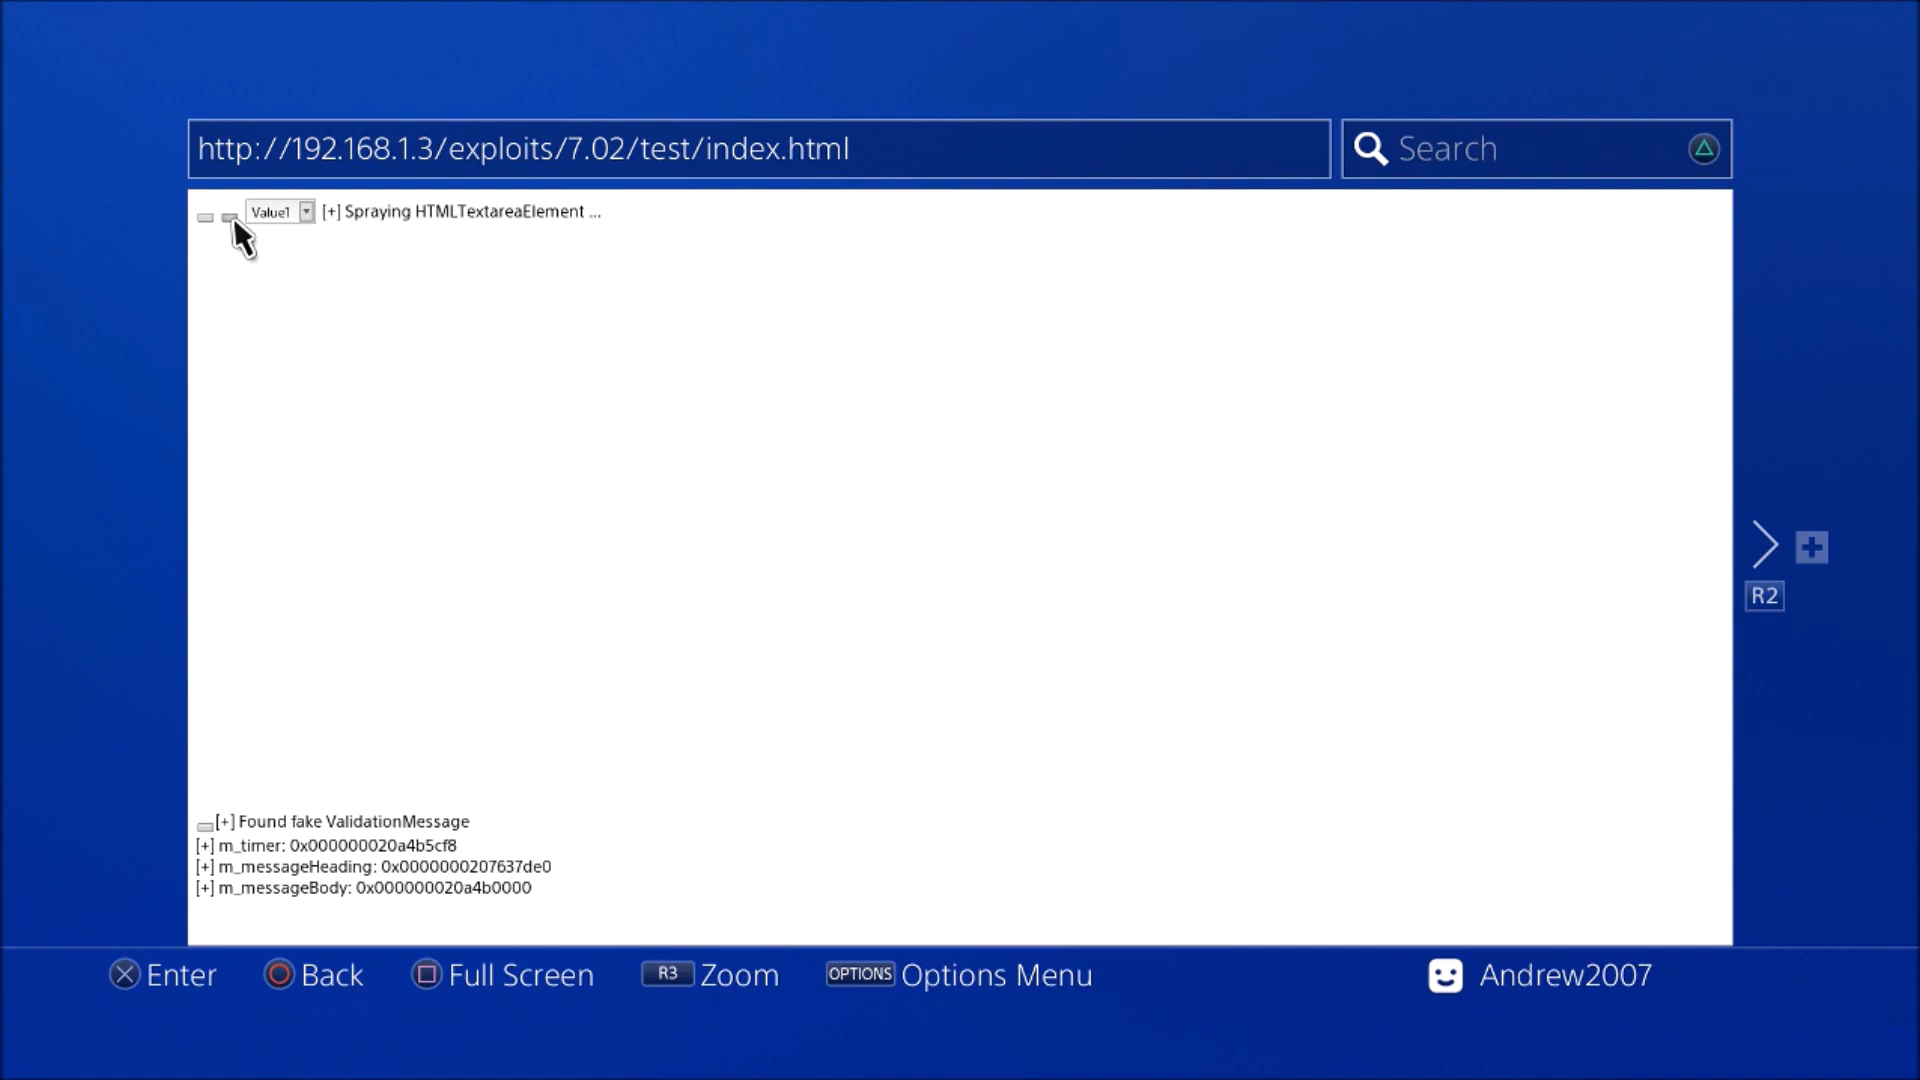 http://192.168.1.3/exploits/7.02/test/index.html
Search
Value1 [+] Spraying HTMLTextareaElement ...
R2
[+] Found fake ValidationMessage
[+] m_timer: 0x000000020a4b5cf8
[+] m_messageHeading: 0x0000000207637de0
[+] m_messageBody: 0x000000020a4b0000
Enter Back Full Screen R3 Zoom OPTIONS Options Menu Andrew2007